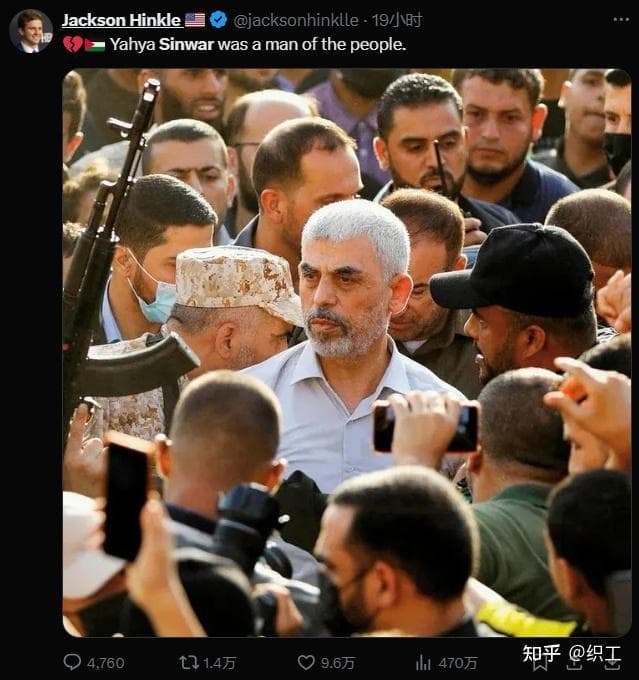 Jackson Hinkle 🇺🇸 @jacksonhinklle · 19小时
💔🇵🇸 Yahya Sinwar was a man of the people.
4,760 1.4万 9.6万 470万
知乎 @织工